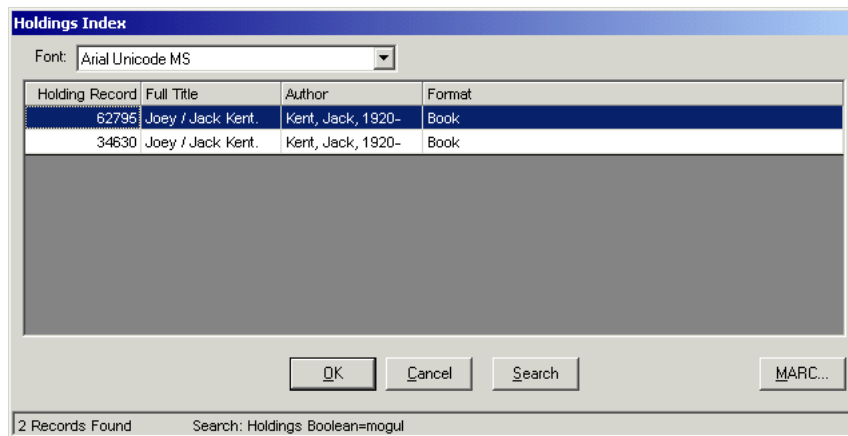 Holdings Index
Font: Arial Unicode MS
Holding Record Full Title Author Format
62795 Joey / Jack Kent. Kent, Jack, 1920- Book
34630 Joey / Jack Kent. Kent, Jack, 1920- Book
OK Cancel Search MARC...
2 Records Found Search: Holdings Boolean=mogul